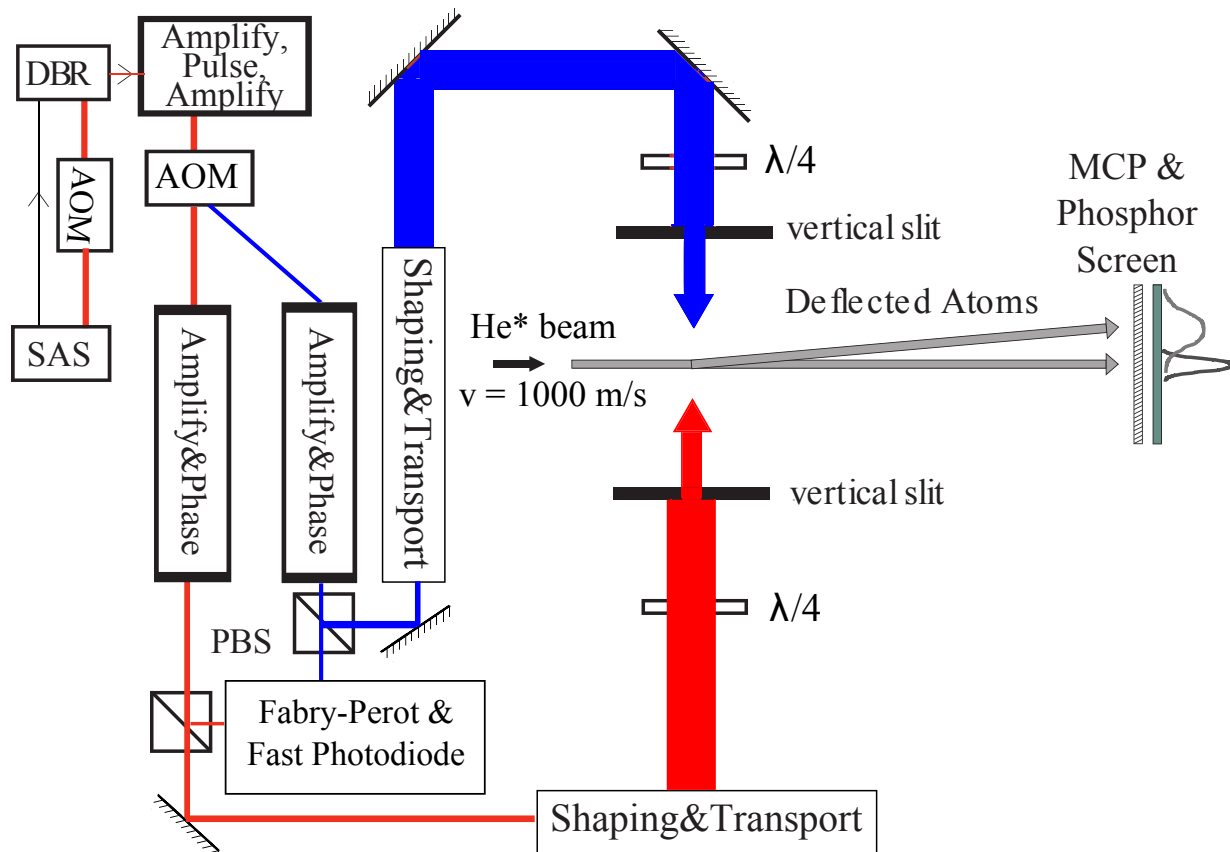 DBR
Amplify,
Pulse,
Amplify
AOM
AOM
SAS
Amplify&Phase
Amplify&Phase
Shaping&Transport
PBS
Fabry-Perot &
Fast Photodiode
Shaping&Transport
λ/4
vertical slit
He* beam
v = 1000 m/s
Deflected Atoms
MCP &
Phosphor
Screen
vertical slit
λ/4